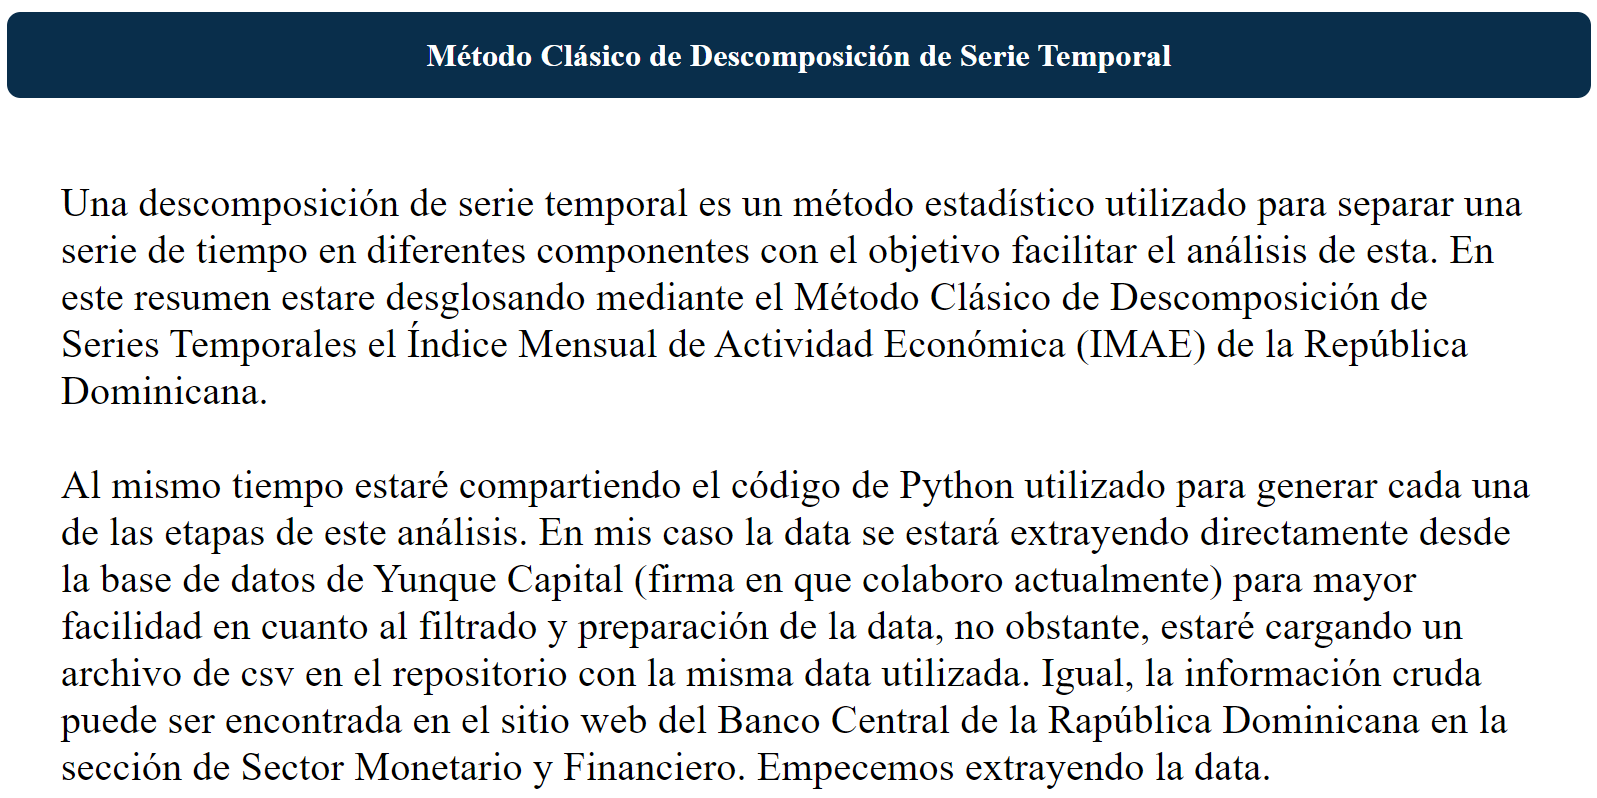 Método Clásico de Descomposición de Serie Temporal
Una descomposición de serie temporal es un método estadístico utilizado para separar una
serie de tiempo en diferentes componentes con el objetivo facilitar el análisis de esta. En
este resumen estare desglosando mediante el Método Clásico de Descomposición de
Series Temporales el Índice Mensual de Actividad Económica (IMAE) de la República
Dominicana.
Al mismo tiempo estaré compartiendo el código de Python utilizado para generar cada una
de las etapas de este análisis. En mis caso la data se estará extrayendo directamente desde
la base de datos de Yunque Capital (firma en que colaboro actualmente) para mayor
facilidad en cuanto al filtrado y preparación de la data, no obstante, estaré cargando un
archivo de csv en el repositorio con la misma data utilizada. Igual, la información cruda
puede ser encontrada en el sitio web del Banco Central de la Rapública Dominicana en la
sección de Sector Monetario y Financiero. Empecemos extrayendo la data.